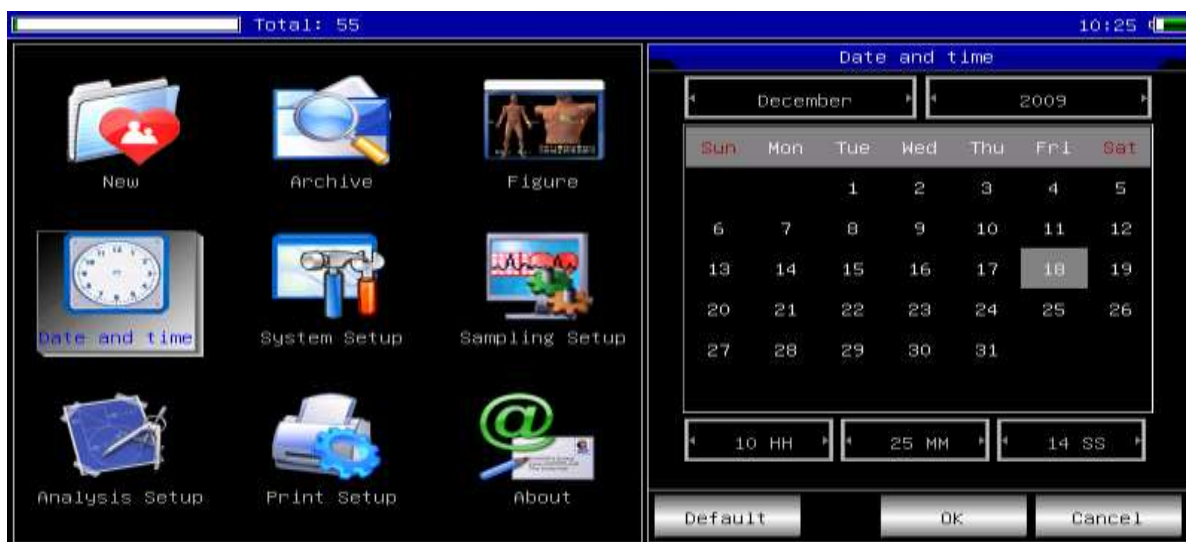 Total: 55
10:25
New
Archive
Figure
Date and time
System Setup
Sampling Setup
Analysis Setup
Print Setup
About
Date and time
December
2009
Sun Mon Tue Wed Thu Fri Sat
1 2 3 4 5
6 7 8 9 10 11 12
13 14 15 16 17 18 19
20 21 22 23 24 25 26
27 28 29 30 31
10 HH
25 MM
14 SS
Default
OK
Cancel